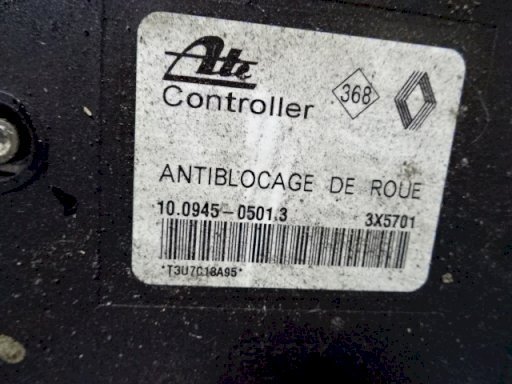 Ate
Controller
368
ANTIBLOCAGE DE ROUE
10.0945-0501.3 3X5701
*T3U7C18A95*